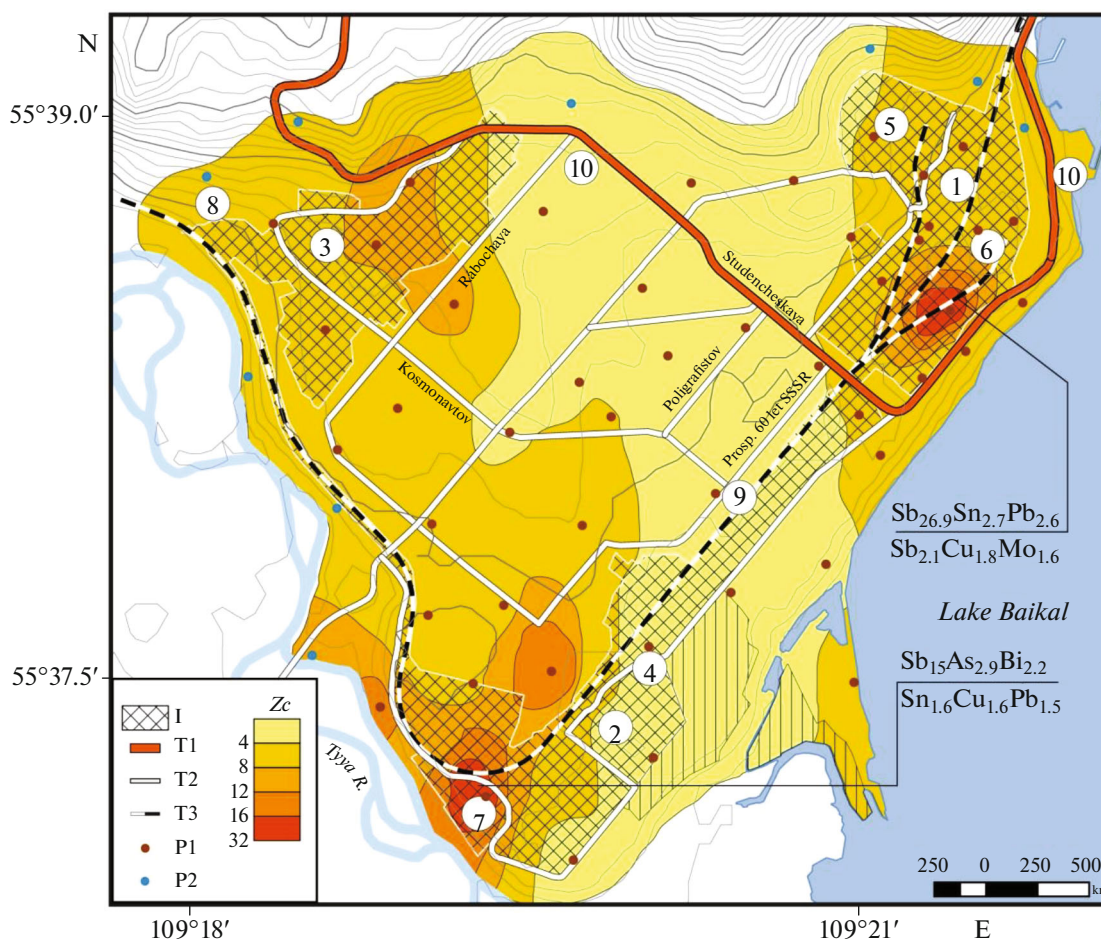 N
55°39.0′
5
10
1
10
8
3
6
Rabochaya
Studencheskaya
Kosmonavtov
Poligrafistov
Prosp. 60 let SSSR
9
Sb26.9Sn2.7Pb2.6
Sb2.1Cu1.8Mo1.6
Lake Baikal
55°37.5′
4
Sb15As2.9Bi2.2
Sn1.6Cu1.6Pb1.5
2
7
Tyya R.
Zc
I
T1
T2
T3
P1
P2
4
8
12
16
32
250 0 250 500
109°18′
109°21′
E